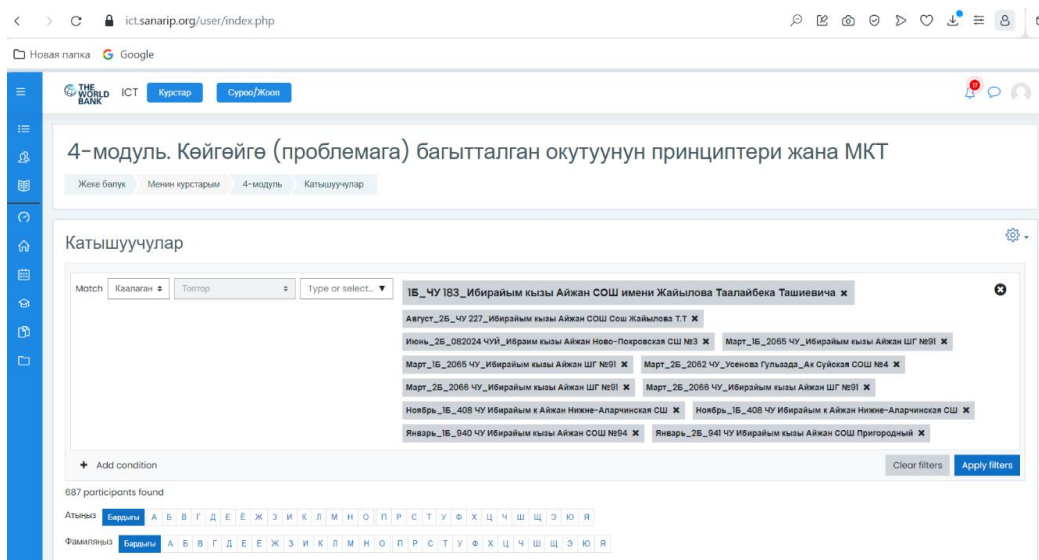 ict.sanarip.org/user/index.php
Новая папка Google
THE WORLD BANK ICT Курстар Суроо/Жооп 17
4-модуль. Көйгөйгө (проблемага) багытталган окутуунун принциптери жана МКТ
Жеке бөлүк Менин курстарым 4-модуль Катышуучулар
Катышуучулар
Match Каалаган Топтор Type or select... ▼ 1Б_ЧУ 183_Ибирайым кызы Айжан СОШ имени Жайылова Таалайбека Ташиевича ×
Август_2Б_ЧУ 227_Ибирайым кызы Айжан СОШ Сош Жайылова Т.Т ×
Июнь_2Б_082024 ЧУЙ_Ибраим кызы Айжан Ново-Покровская СШ №3 × Март_1Б_2065 ЧУ_Ибирайым кызы Айжан ШГ №91 ×
Март_1Б_2065 ЧУ_Ибирайым кызы Айжан ШГ №91 × Март_2Б_2062 ЧУ_Усенова Гульзада_Ак Суйская СОШ №4 ×
Март_2Б_2066 ЧУ_Ибирайым кызы Айжан ШГ №91 × Март_2Б_2066 ЧУ_Ибирайым кызы Айжан ШГ №91 ×
Ноябрь_1Б_408 ЧУ Ибирайым к Айжан Нижне-Аларчинская СШ × Ноябрь_1Б_408 ЧУ Ибирайым к Айжан Нижне-Аларчинская СШ ×
Январь_1Б_940 ЧУ Ибирайым кызы Айжан СОШ №94 × Январь_2Б_941 ЧУ Ибирайым кызы Айжан СОШ Пригородный ×
+ Add condition Clear filters Apply filters
687 participants found
Атыңыз Бардыгы А Б В Г Д Е Ё Ж З И К Л М Н О П Р С Т У Ф Х Ц Ч Ш Щ Э Ю Я
Фамилияңыз Бардыгы А Б В Г Д Е Ё Ж З И К Л М Н О П Р С Т У Ф Х Ц Ч Ш Щ Э Ю Я